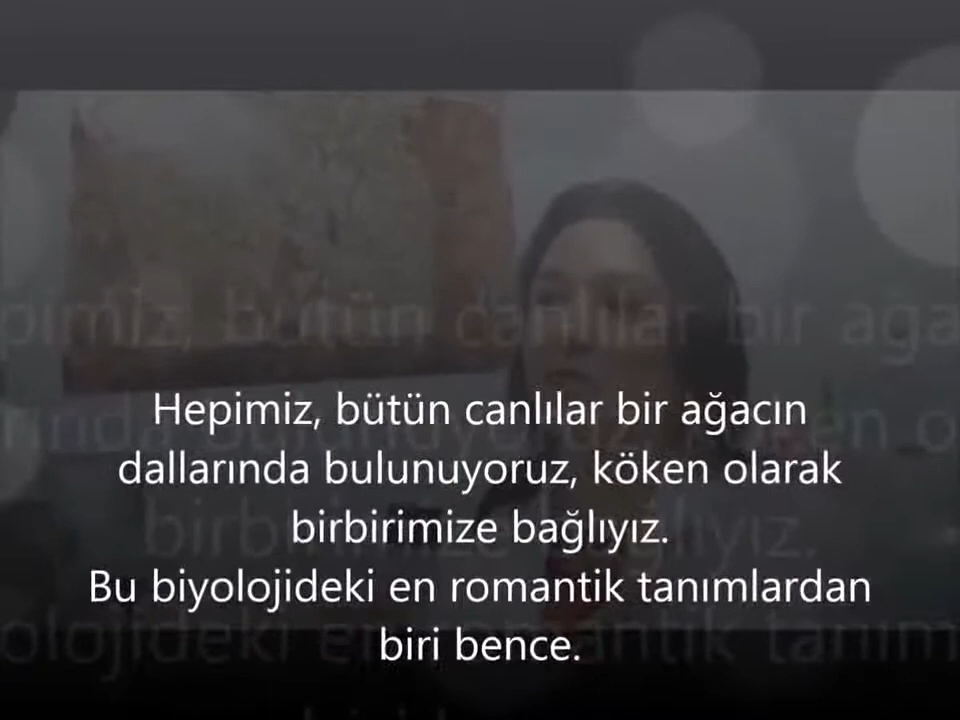 Hepimiz, bütün canlılar bir ağacın
dallarında bulunuyoruz, köken olarak
birbirimize bağlıyız.
Bu biyolojideki en romantik tanımlardan
biri bence.